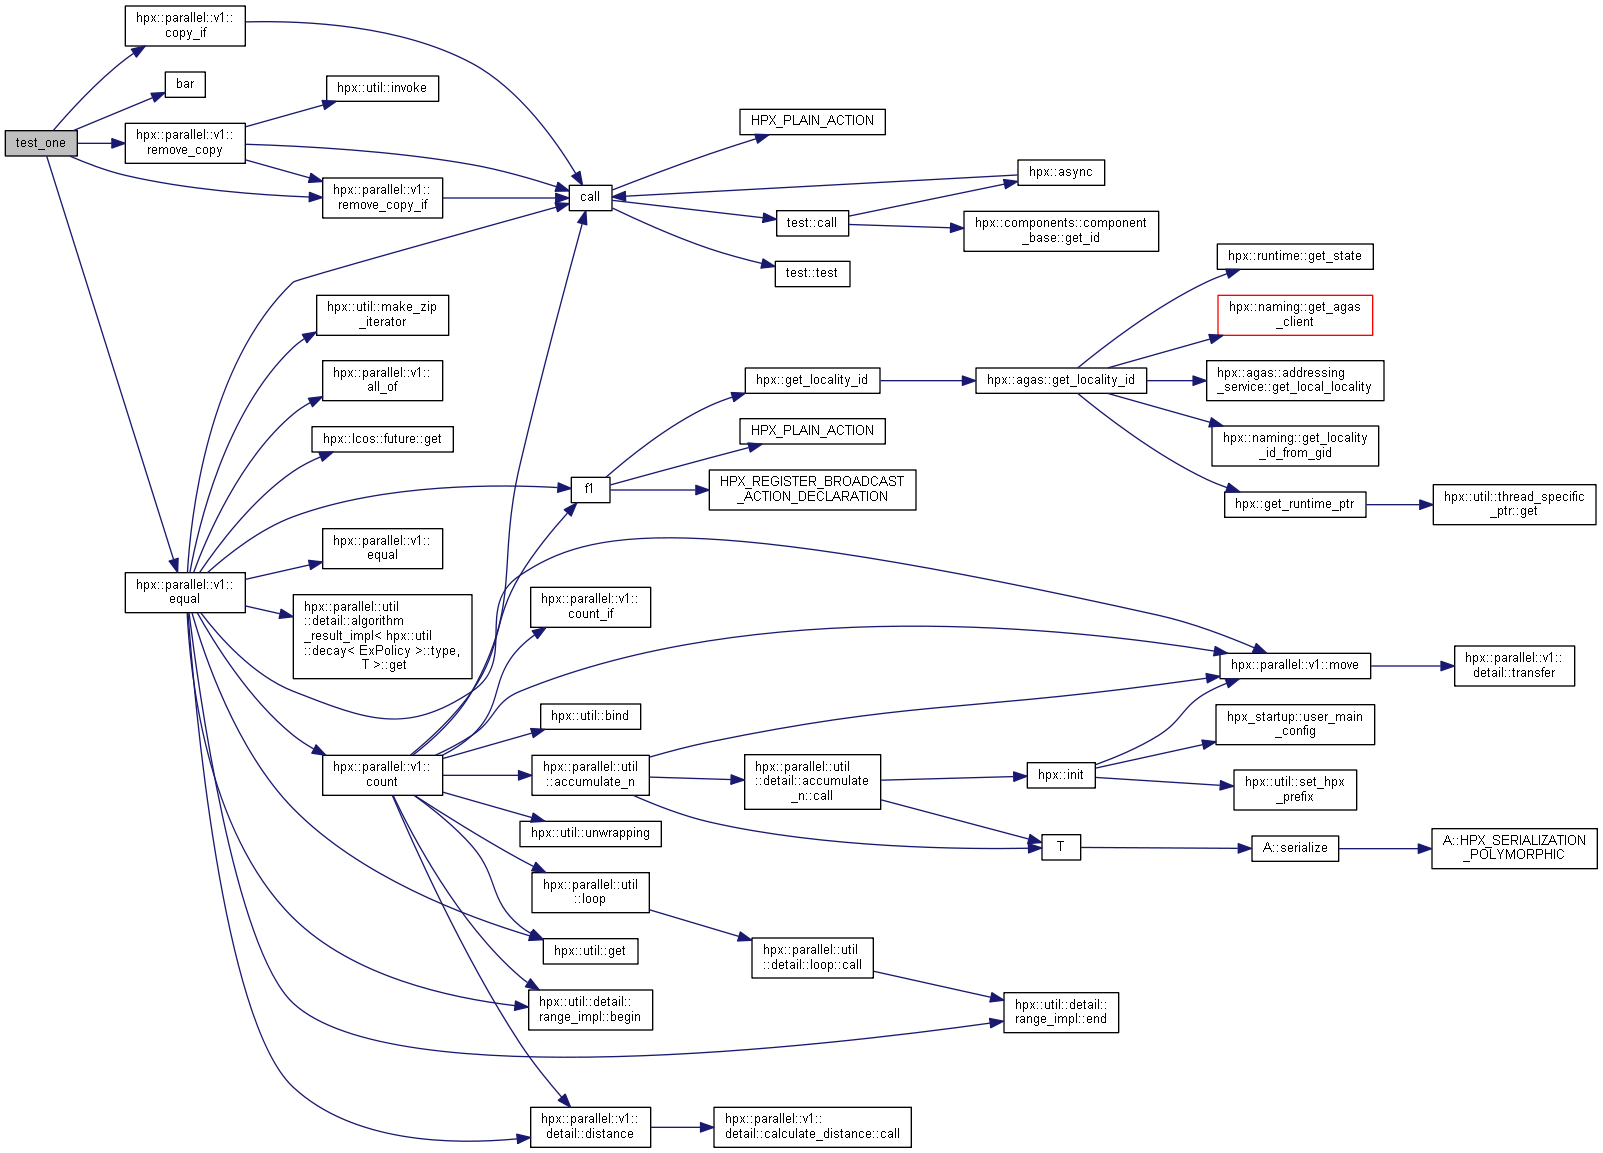 hpx::parallel::v1::
copy_if
bar
test_one
hpx::parallel::v1::
remove_copy
hpx::util::invoke
hpx::parallel::v1::
remove_copy_if
call
HPX_PLAIN_ACTION
hpx::async
test::call
hpx::components::component
_base::get_id
test::test
hpx::util::make_zip
_iterator
hpx::parallel::v1::
all_of
hpx::lcos::future::get
f1
hpx::get_locality_id
HPX_PLAIN_ACTION
HPX_REGISTER_BROADCAST
_ACTION_DECLARATION
hpx::agas::get_locality_id
hpx::runtime::get_state
hpx::naming::get_agas
_client
hpx::agas::addressing
_service::get_local_locality
hpx::naming::get_locality
_id_from_gid
hpx::get_runtime_ptr
hpx::util::thread_specific
_ptr::get
hpx::parallel::v1::
equal
hpx::parallel::v1::
equal
hpx::parallel::util
::detail::algorithm
_result_impl< hpx::util
::decay< ExPolicy >::type,
T >::get
hpx::parallel::v1::
count_if
hpx::parallel::v1::move
hpx::parallel::v1::
detail::transfer
hpx::util::bind
hpx::parallel::v1::
count
hpx::parallel::util
::accumulate_n
hpx::parallel::util
::detail::accumulate
_n::call
hpx::init
hpx_startup::user_main
_config
hpx::util::set_hpx
_prefix
hpx::util::unwrapping
T
A::serialize
A::HPX_SERIALIZATION
_POLYMORPHIC
hpx::parallel::util
::loop
hpx::util::get
hpx::parallel::util
::detail::loop::call
hpx::util::detail::
range_impl::begin
hpx::util::detail::
range_impl::end
hpx::parallel::v1::
detail::distance
hpx::parallel::v1::
detail::calculate_distance::call